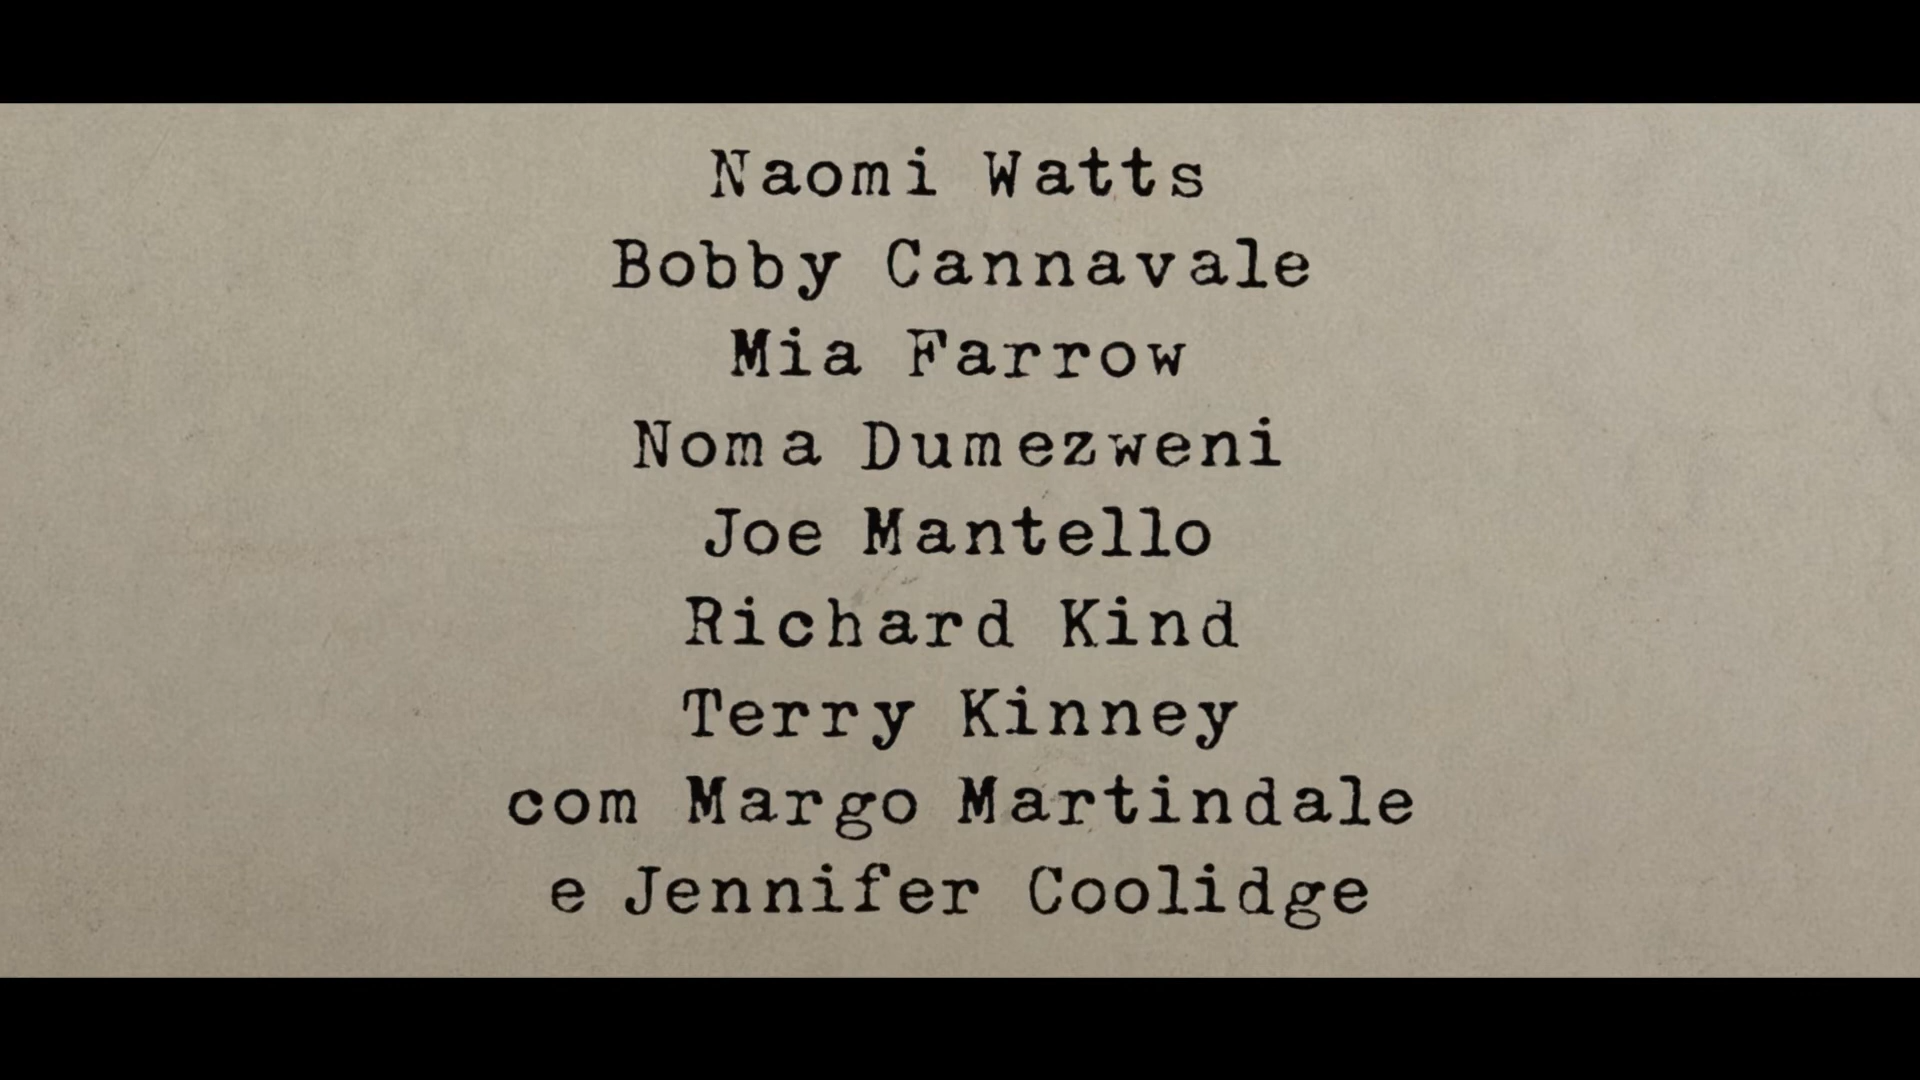 Naomi Watts
Bobby Cannavale
Mia Farrow
Noma Dumezweni
Joe Mantello
Richard Kind
Terry Kinney
com Margo Martindale
e Jennifer Coolidge